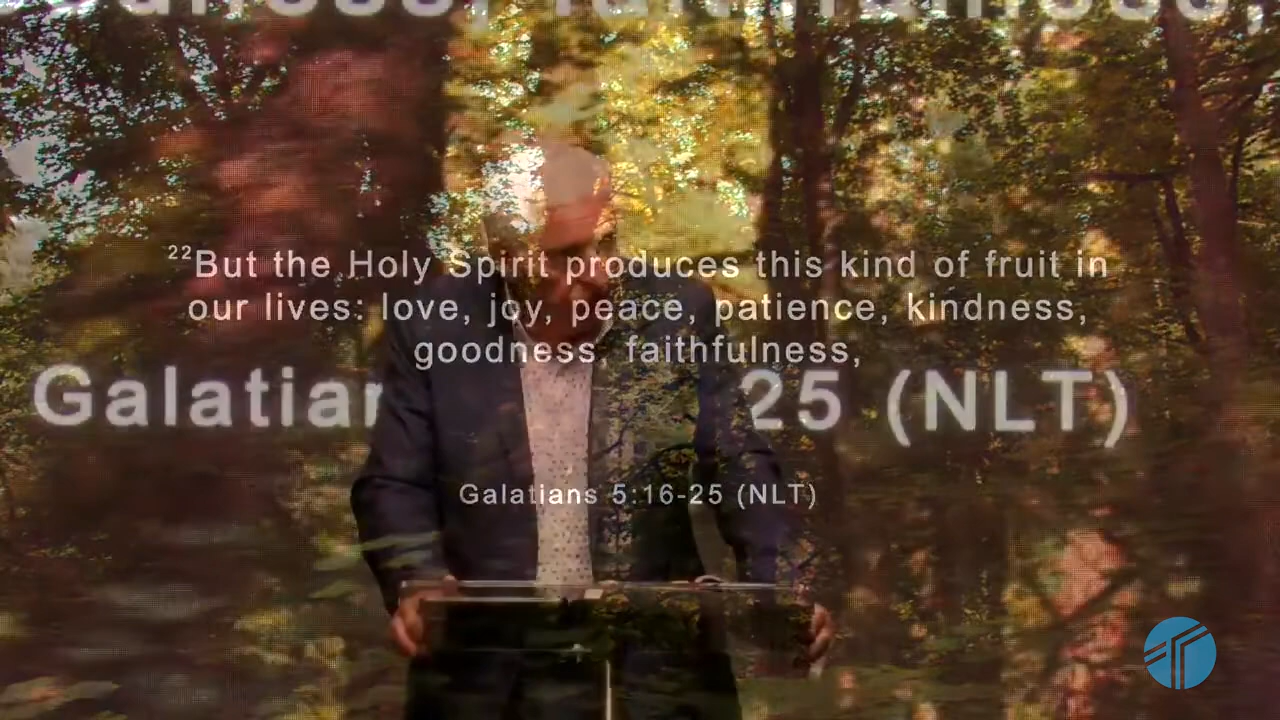 ²²But the Holy Spirit produces this kind of fruit in
our lives: love, joy, peace, patience, kindness,
goodness, faithfulness,
25 (NLT)
Galatians 5:16-25 (NLT)